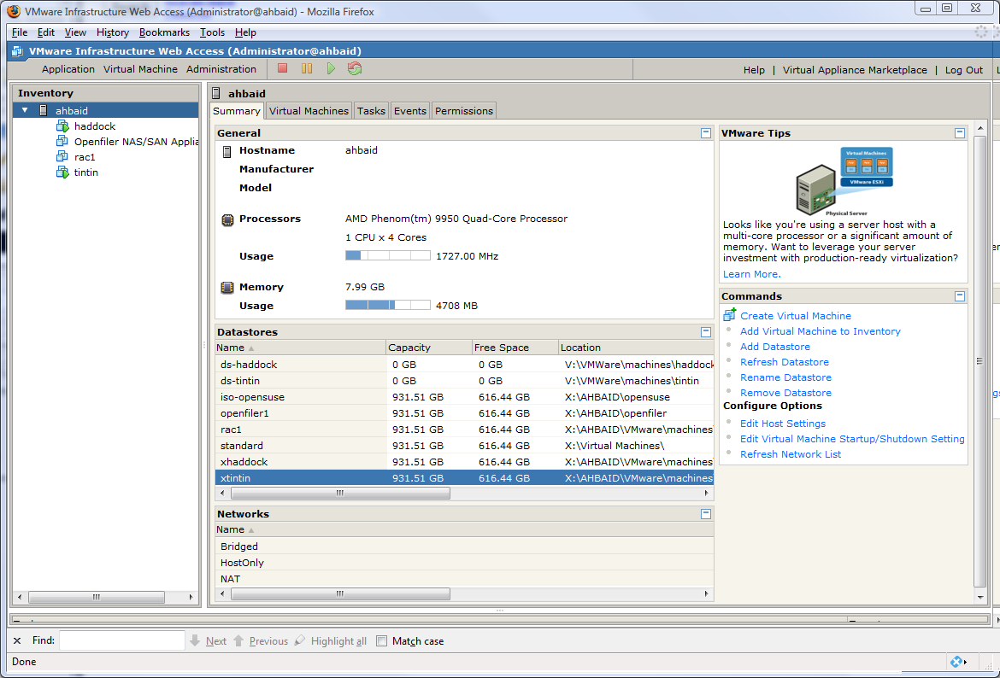 VMware Infrastructure Web Access (Administrator@ahbaid) - Mozilla Firefox
File Edit View History Bookmarks Tools Help
VMware Infrastructure Web Access (Administrator@ahbaid)
Application Virtual Machine Administration
Help | Virtual Appliance Marketplace | Log Out
Inventory
ahbaid
haddock
Openfiler NAS/SAN Applia
rac1
tintin
ahbaid
Summary Virtual Machines Tasks Events Permissions
General
Hostname ahbaid
Manufacturer
Model
Processors AMD Phenom(tm) 9950 Quad-Core Processor
1 CPU x 4 Cores
Usage 1727.00 MHz
Memory 7.99 GB
Usage 4708 MB
Datastores
Name Capacity Free Space Location
ds-haddock 0 GB 0 GB V:\VMWare\machines\haddock
ds-tintin 0 GB 0 GB V:\VMWare\machines\tintin
iso-opensuse 931.51 GB 616.44 GB X:\AHBAID\opensuse
openfiler1 931.51 GB 616.44 GB X:\AHBAID\openfiler
rac1 931.51 GB 616.44 GB X:\AHBAID\VMware\machines\
standard 931.51 GB 616.44 GB X:\Virtual Machines\
xhaddock 931.51 GB 616.44 GB X:\AHBAID\VMware\machines\
xtintin 931.51 GB 616.44 GB X:\AHBAID\VMware\machines
Networks
Name
Bridged
HostOnly
NAT
VMware Tips
Virtual Machines
VMware ESXi
Physical Server
Looks like you're using a server host with a
multi-core processor or a significant amount of
memory. Want to leverage your server
investment with production-ready virtualization?
Learn More.
Commands
Create Virtual Machine
Add Virtual Machine to Inventory
Add Datastore
Refresh Datastore
Rename Datastore
Remove Datastore
Configure Options
Edit Host Settings
Edit Virtual Machine Startup/Shutdown Setting
Refresh Network List
Find: Next Previous Highlight all Match case
Done